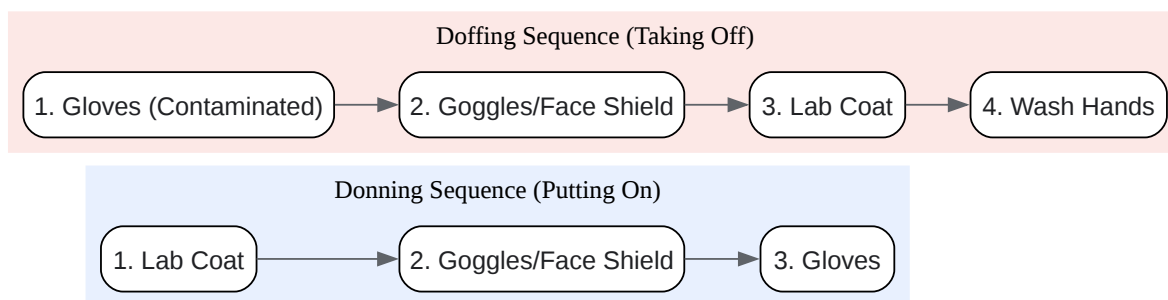 Doffing Sequence (Taking Off)
1. Gloves (Contaminated)
2. Goggles/Face Shield
3. Lab Coat
4. Wash Hands
Donning Sequence (Putting On)
1. Lab Coat
2. Goggles/Face Shield
3. Gloves